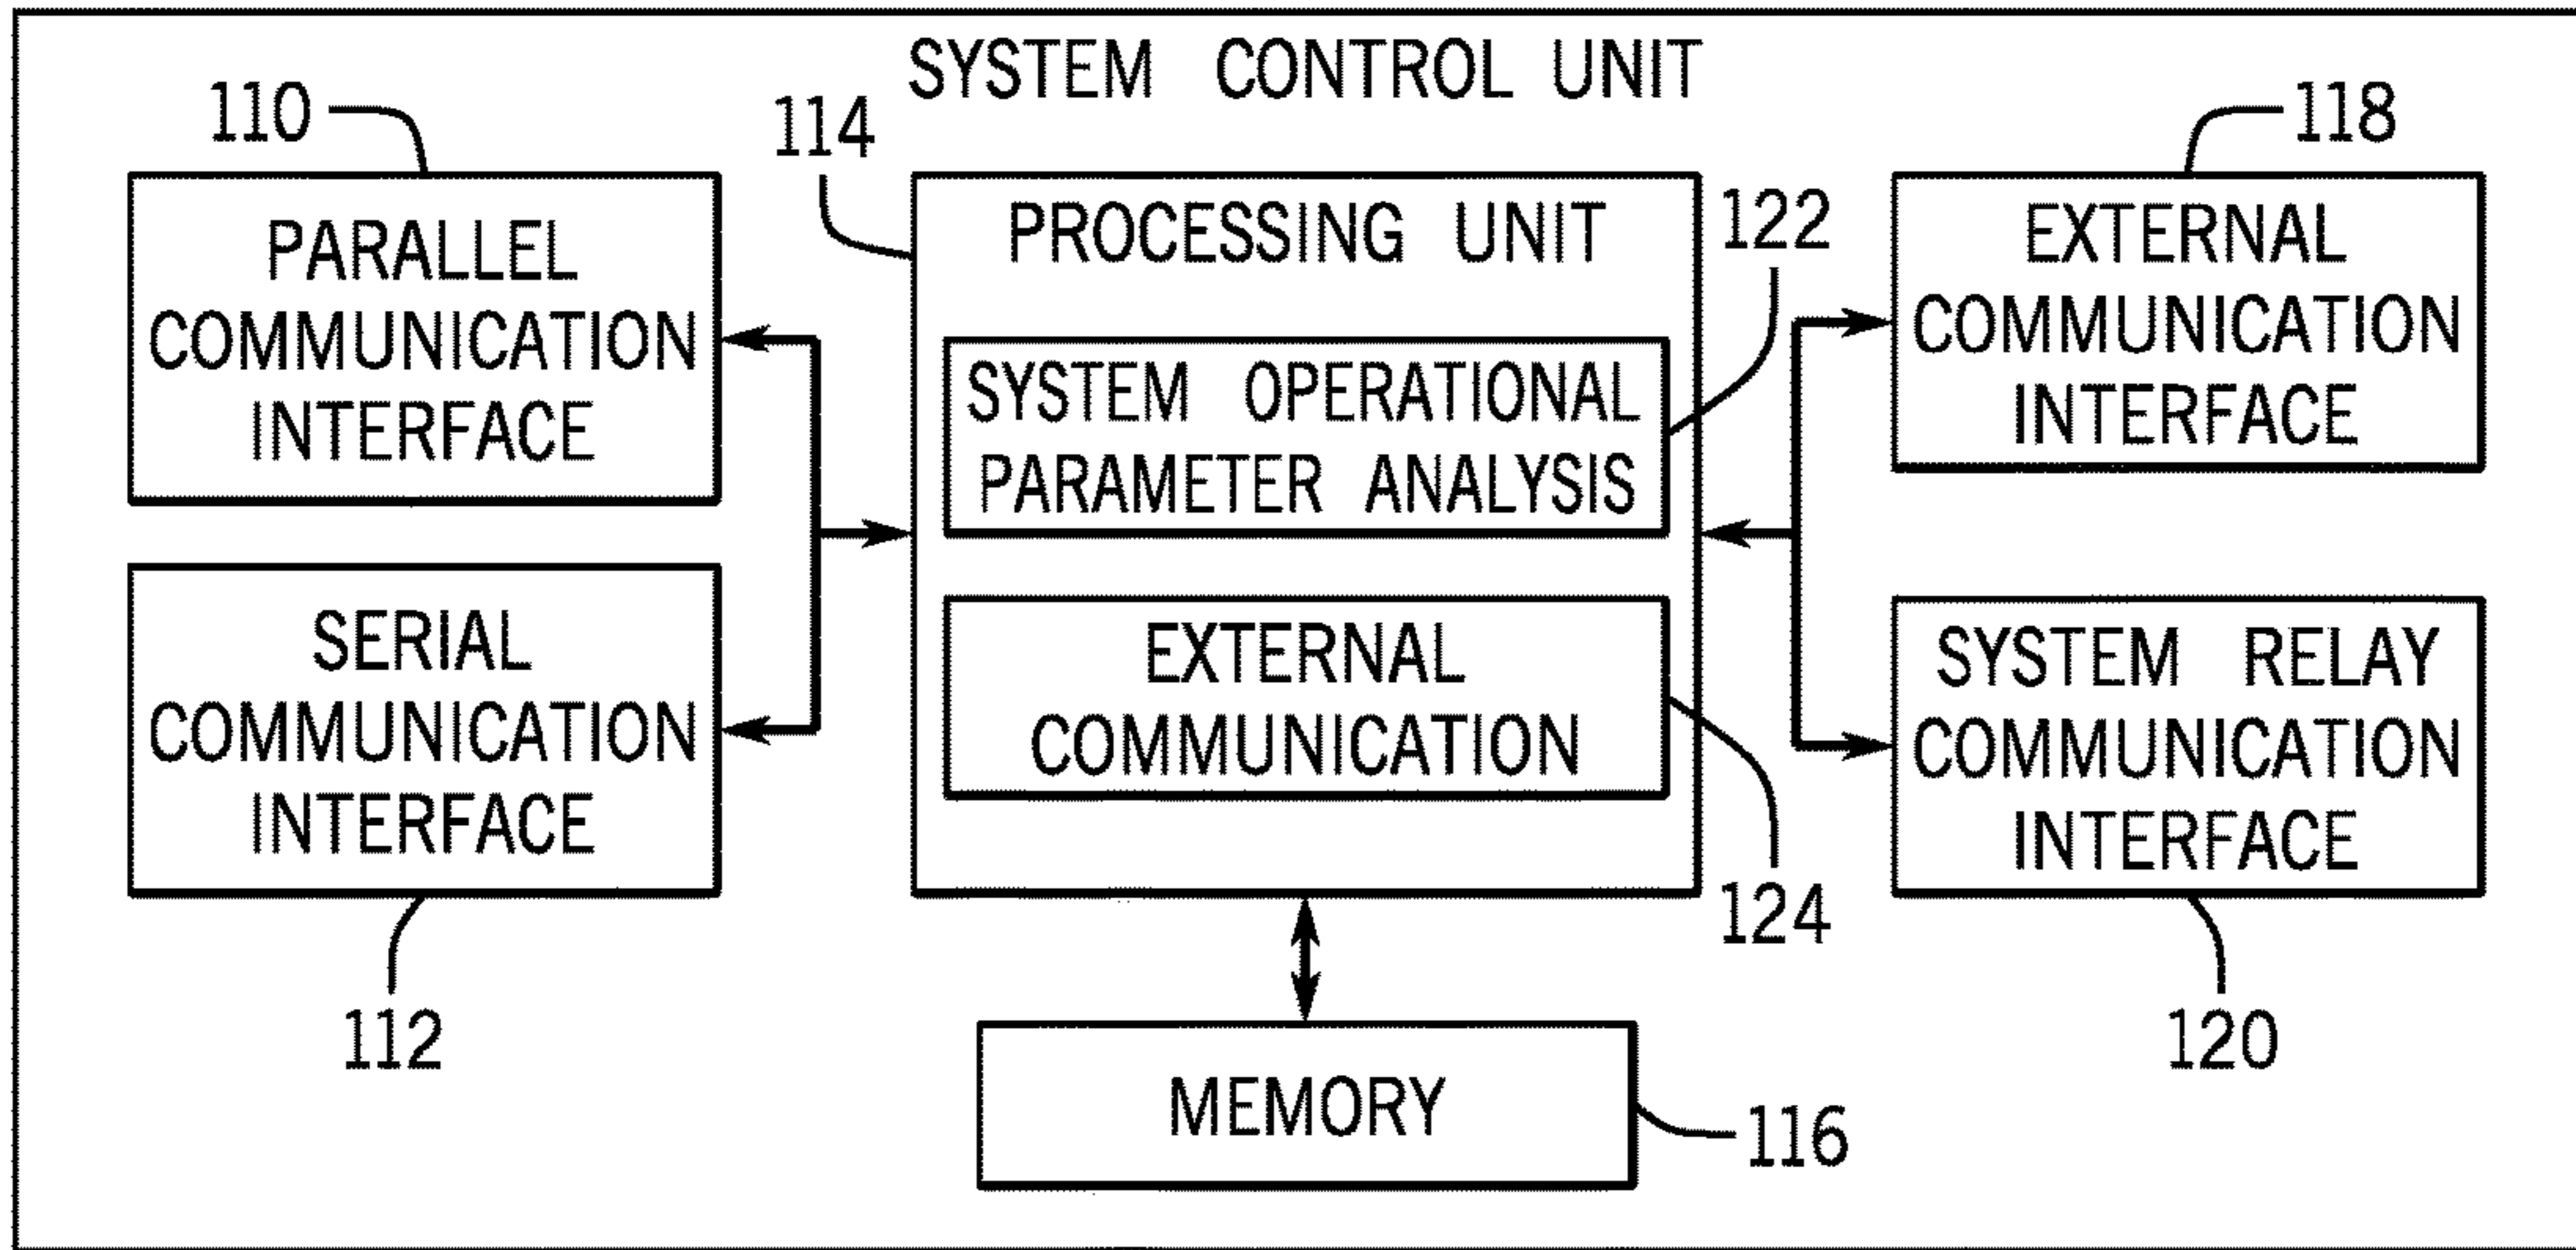 SYSTEM CONTROL UNIT
110
PARALLEL
COMMUNICATION
INTERFACE
SERIAL
COMMUNICATION
INTERFACE
112
114
PROCESSING UNIT
122
SYSTEM OPERATIONAL
PARAMETER ANALYSIS
EXTERNAL
COMMUNICATION
124
MEMORY
116
118
EXTERNAL
COMMUNICATION
INTERFACE
SYSTEM RELAY
COMMUNICATION
INTERFACE
120